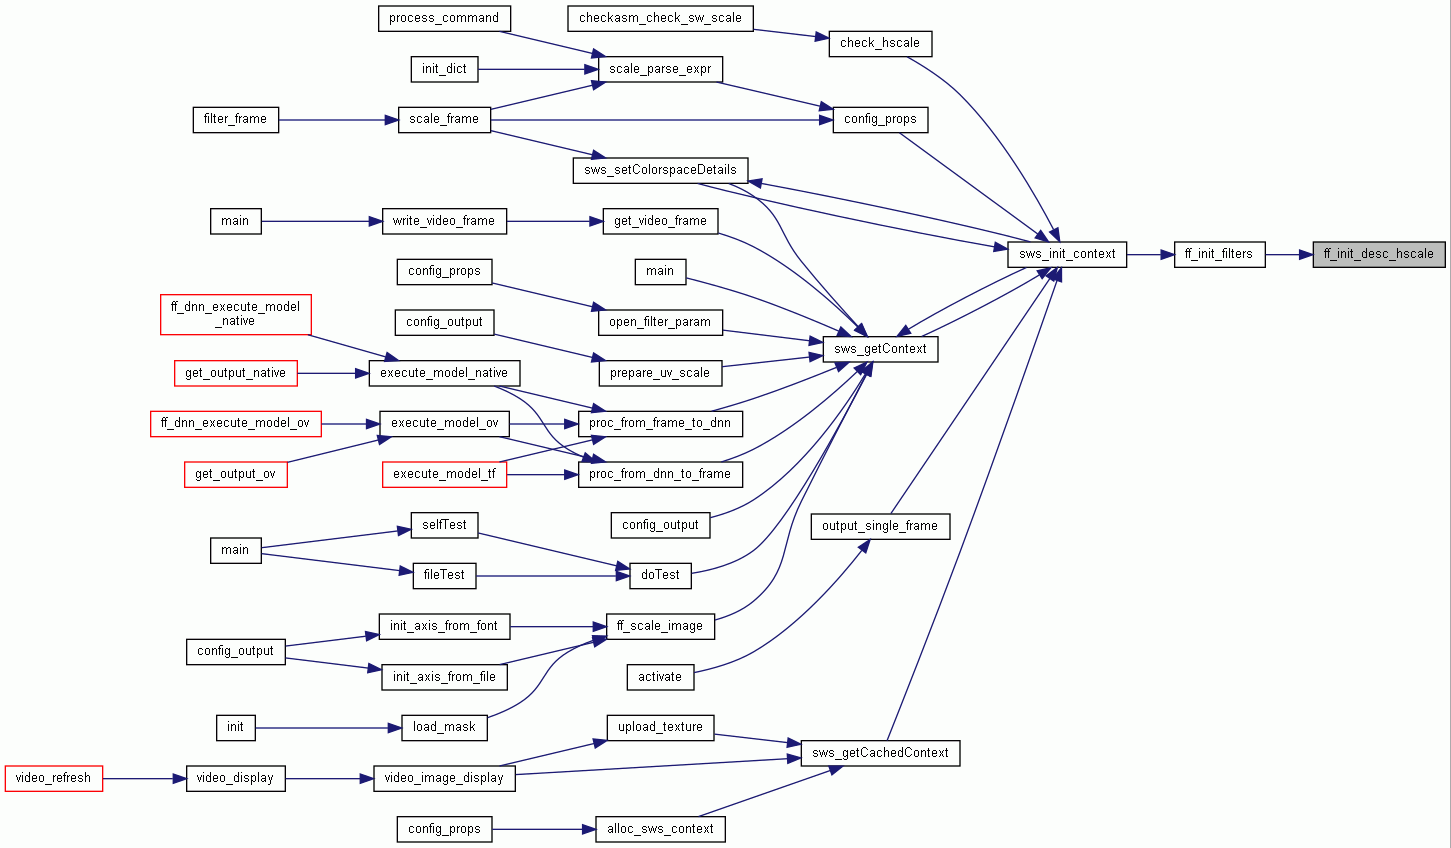 process_command
checkasm_check_sw_scale
check_hscale
init_dict
scale_parse_expr
filter_frame
scale_frame
config_props
sws_setColorspaceDetails
main
write_video_frame
get_video_frame
sws_init_context
ff_init_filters
ff_init_desc_hscale
config_props
main
ff_dnn_execute_model
_native
config_output
open_filter_param
sws_getContext
get_output_native
execute_model_native
prepare_uv_scale
ff_dnn_execute_model_ov
execute_model_ov
proc_from_frame_to_dnn
get_output_ov
execute_model_tf
proc_from_dnn_to_frame
selfTest
config_output
output_single_frame
main
fileTest
doTest
init_axis_from_font
ff_scale_image
config_output
init_axis_from_file
activate
init
load_mask
upload_texture
sws_getCachedContext
video_refresh
video_display
video_image_display
config_props
alloc_sws_context